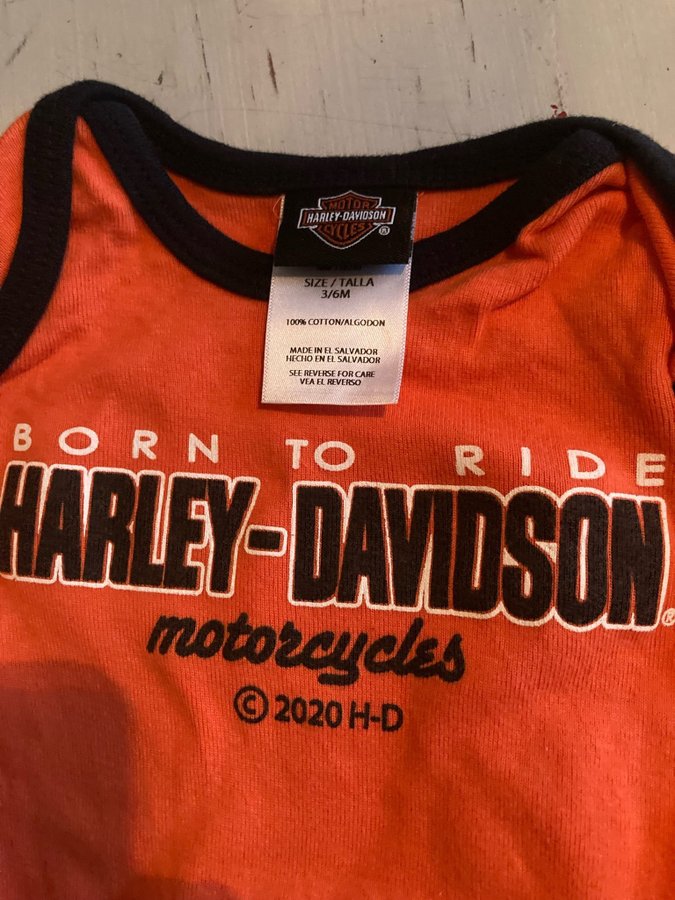 MOTOR
HARLEY-DAVIDSON
CYCLES
®
SIZE / TALLA
3/6M
100% COTTON/ALGODON
MADE IN EL SALVADOR
HECHO EN EL SALVADOR
SEE REVERSE FOR CARE
VEA EL REVERSO
BORN TO RIDE
HARLEY-DAVIDSON®
motorcycles
© 2020 H-D